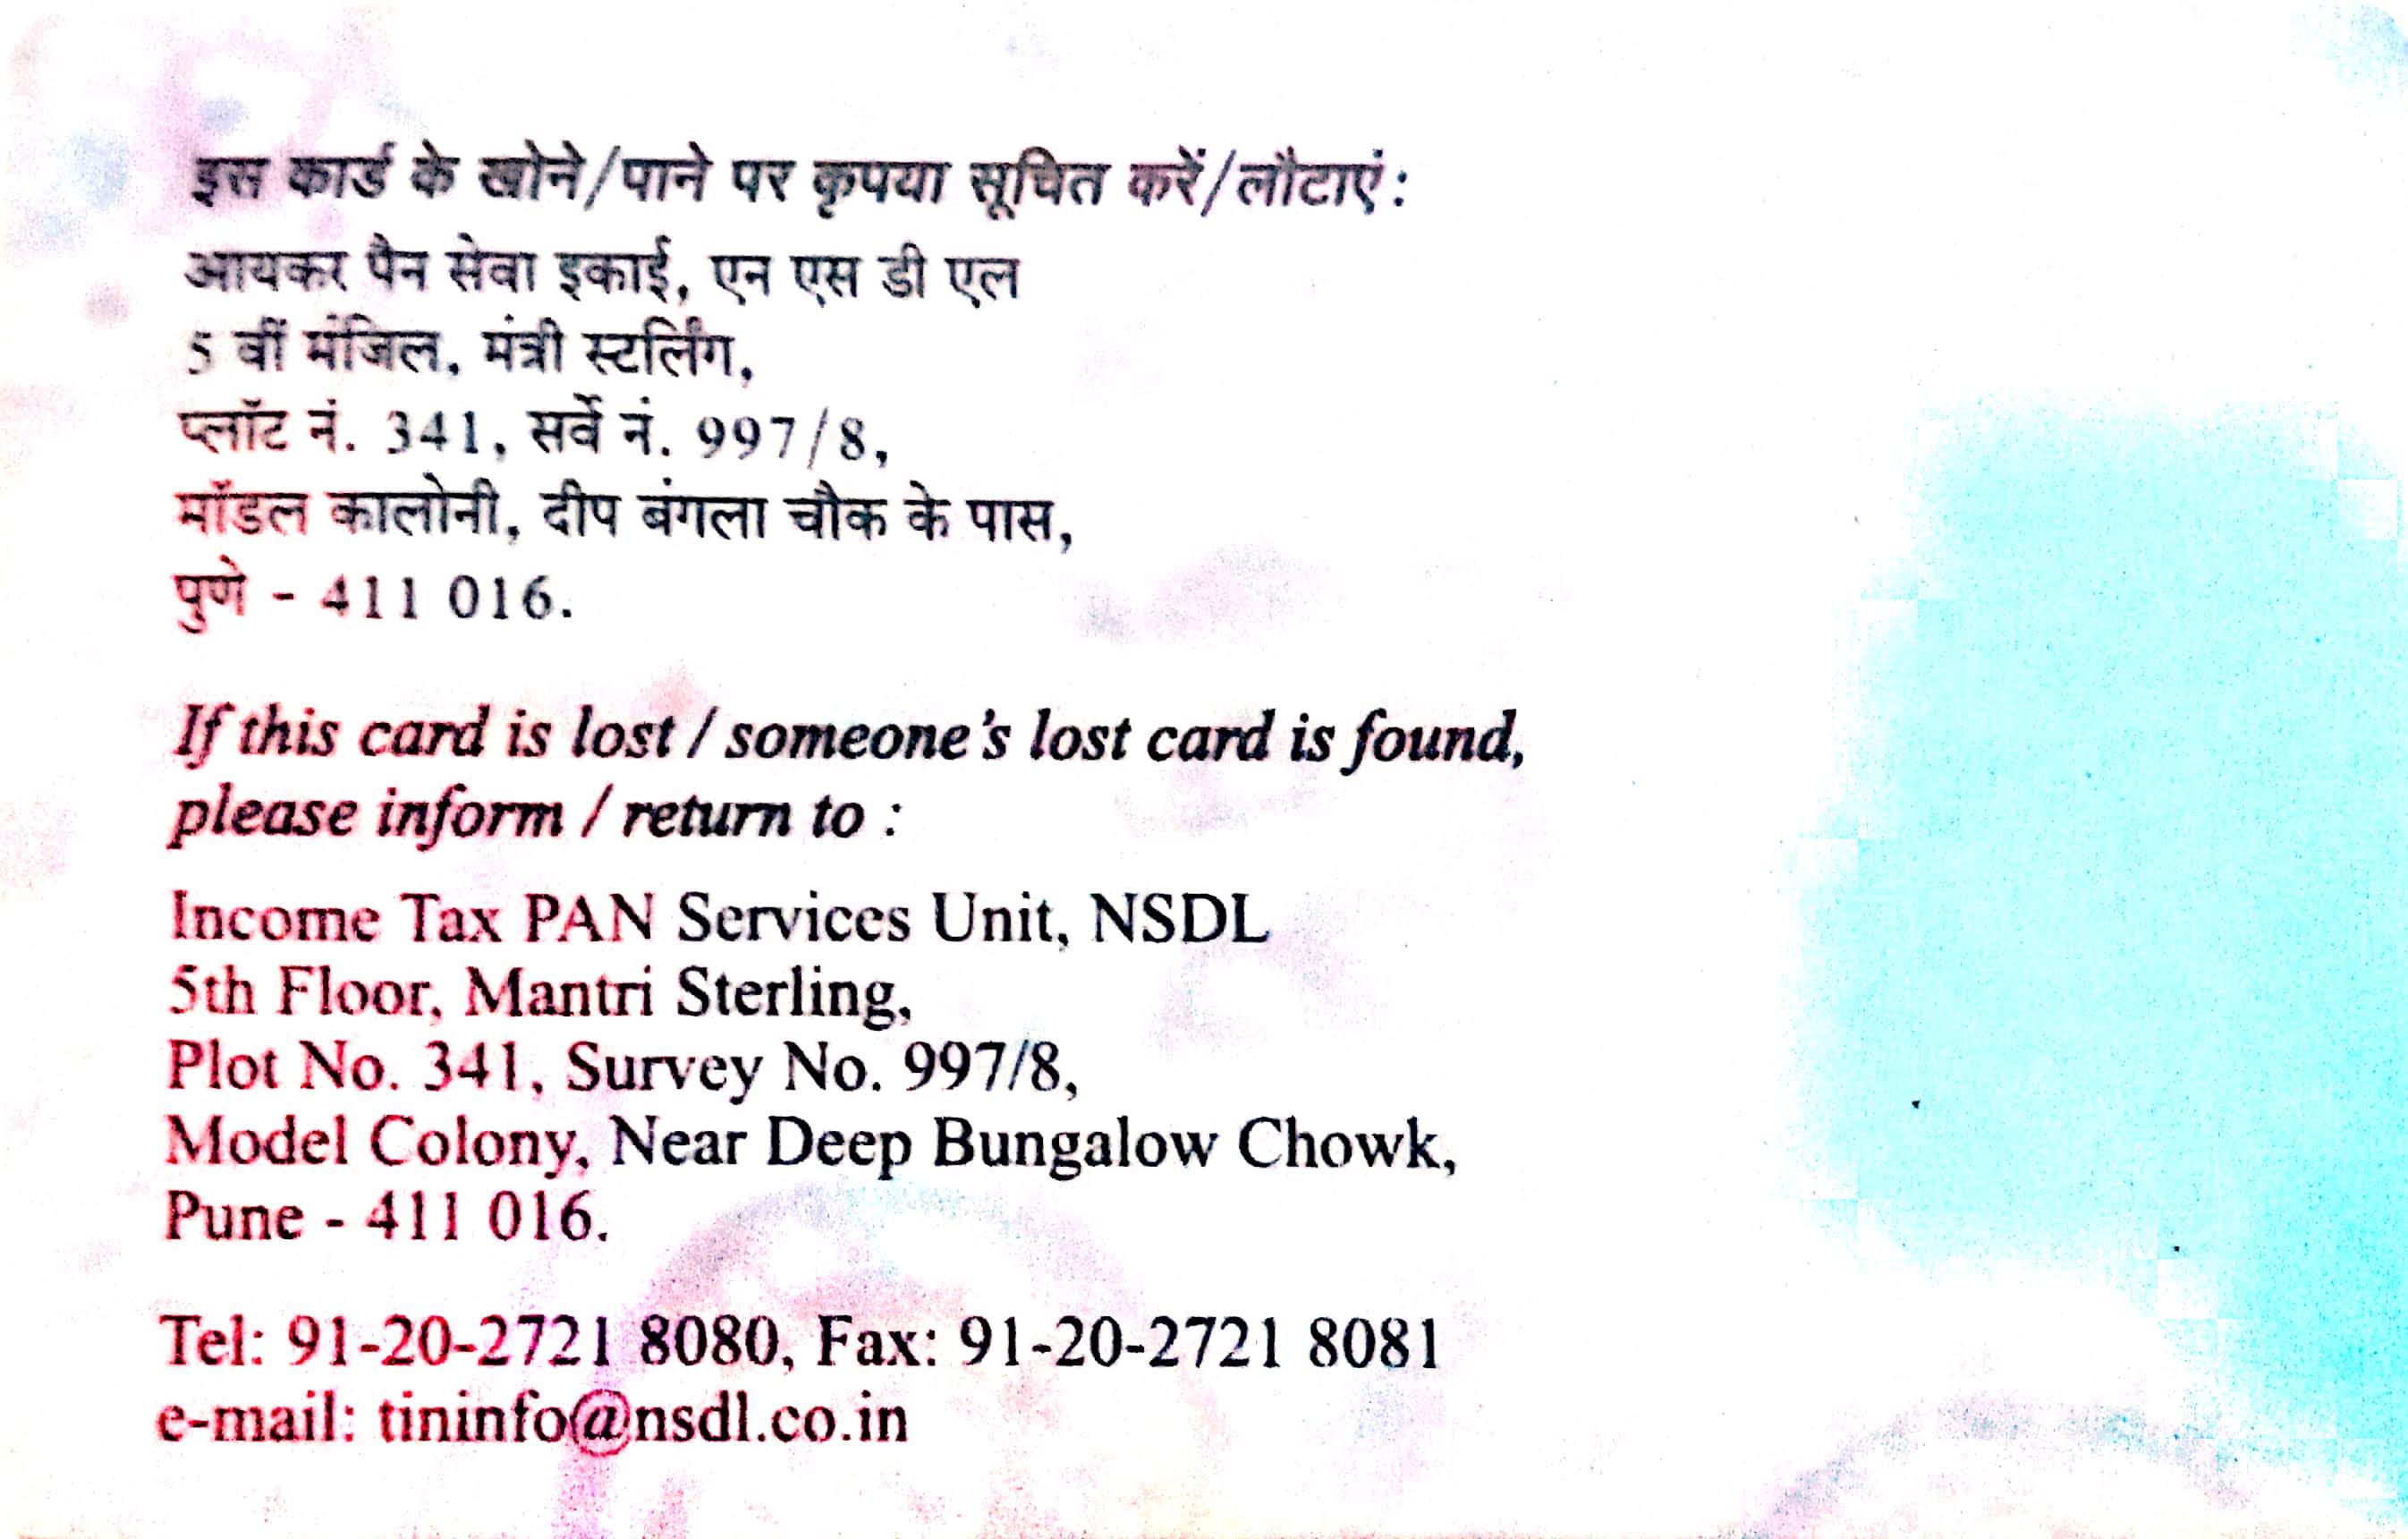 इस कार्ड के खोने/पाने पर कृपया सूचित करें/लौटाएं :
आयकर पैन सेवा इकाई, एन एस डी एल
5 वीं मंजिल, मंत्री स्टर्लिंग,
प्लॉट नं. 341, सर्वे नं. 997/8,
मॉडल कालोनी, दीप बंगला चौक के पास,
पुणे - 411 016.
If this card is lost / someone's lost card is found,
please inform / return to :
Income Tax PAN Services Unit, NSDL
5th Floor, Mantri Sterling,
Plot No. 341, Survey No. 997/8,
Model Colony, Near Deep Bungalow Chowk,
Pune - 411 016.
Tel: 91-20-2721 8080, Fax: 91-20-2721 8081
e-mail: tininfo@nsdl.co.in